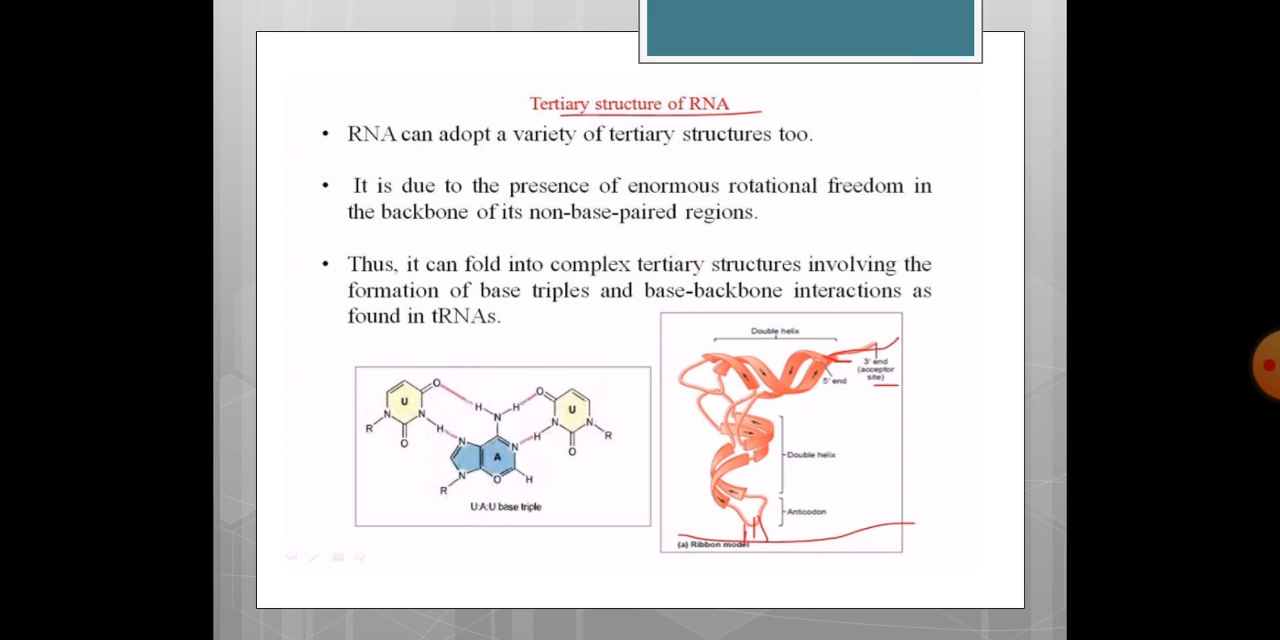 Tertiary structure of RNA
• RNA can adopt a variety of tertiary structures too.
• It is due to the presence of enormous rotational freedom in
the backbone of its non-base-paired regions.
• Thus, it can fold into complex tertiary structures involving the
formation of base triples and base-backbone interactions as
found in tRNAs.
U
O
H
H
O
U
N
N
N
N
N
R
H
O
N
A
N
H
O
R
N
O
H
R
U:A:U base triple
Double helix
3' end
(acceptor
site)
5' end
Double helix
Anticodon
(a) Ribbon model